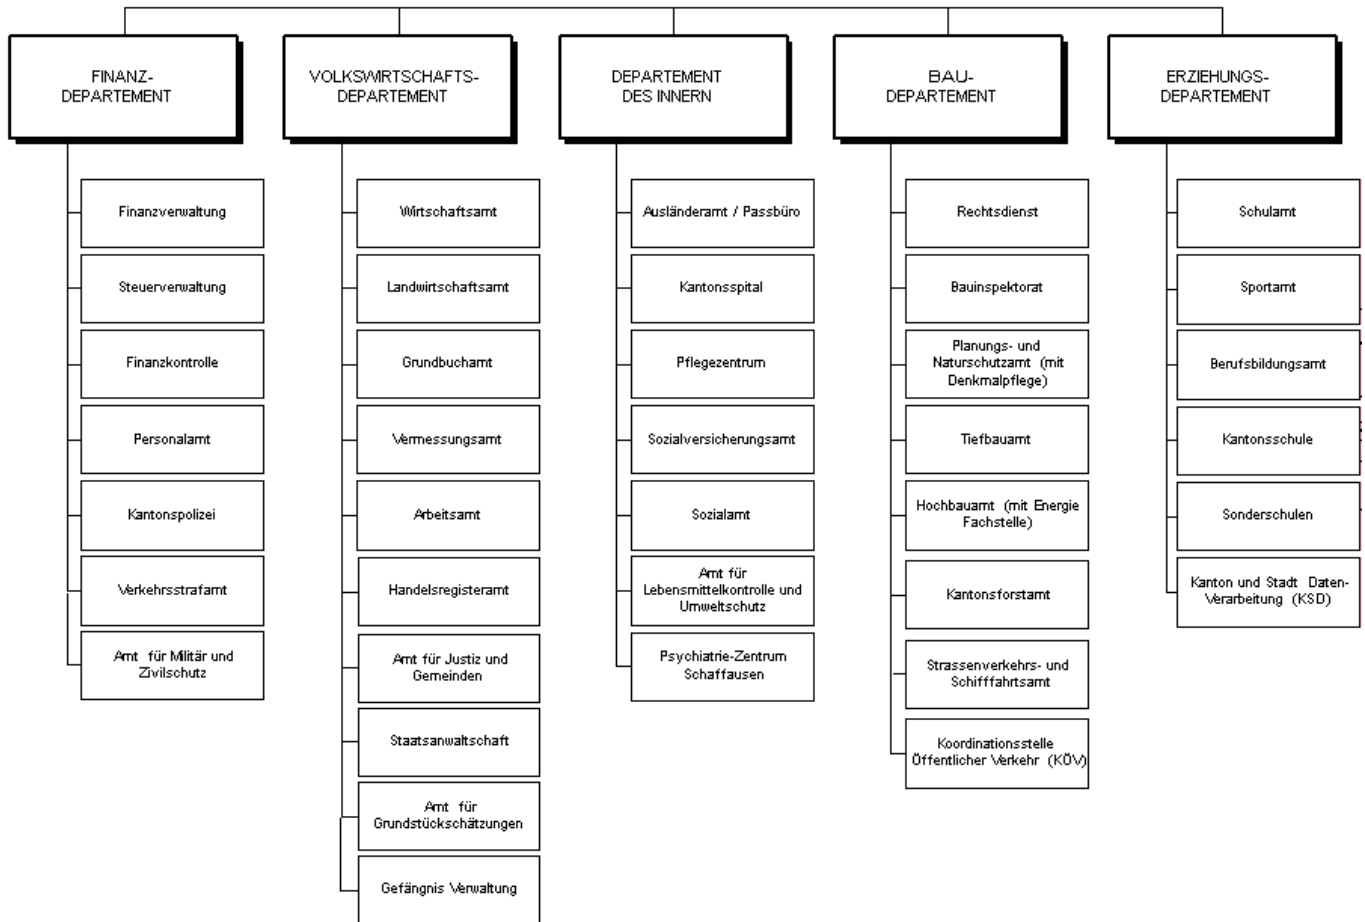 FINANZ-
DEPARTEMENT
VOLKSWIRTSCHAFTS-
DEPARTEMENT
DEPARTEMENT
DES INNERN
BAU-
DEPARTEMENT
ERZIEHUNGS-
DEPARTEMENT
Finanzverwaltung
Steuerverwaltung
Finanzkontrolle
Personalamt
Kantonspolizei
Verkehrsstrafamt
Amt für Militär und
Zivilschutz
Wirtschaftsamt
Landwirtschaftsamt
Grundbuchamt
Vermessungsamt
Arbeitsamt
Handelsregisteramt
Amt für Justiz und
Gemeinden
Staatsanwaltschaft
Amt für
Grundstückschätzungen
Gefängnis Verwaltung
Ausländeramt / Passbüro
Kantonsspital
Pflegezentrum
Sozialversicherungsamt
Sozialamt
Amt für
Lebensmittelkontrolle und
Umweltschutz
Psychiatrie-Zentrum
Schaffausen
Rechtsdienst
Bauinspektorat
Planungs- und
Naturschutzamt (mit
Denkmalpflege)
Tiefbauamt
Hochbauamt (mit Energie
Fachstelle)
Kantonsforstamt
Strassenverkehrs- und
Schifffahrtsamt
Koordinationsstelle
Öffentlicher Verkehr (KÖV)
Schulamt
Sportamt
Berufsbildungsamt
Kantonsschule
Sonderschulen
Kanton und Stadt Daten-
Verarbeitung (KSD)